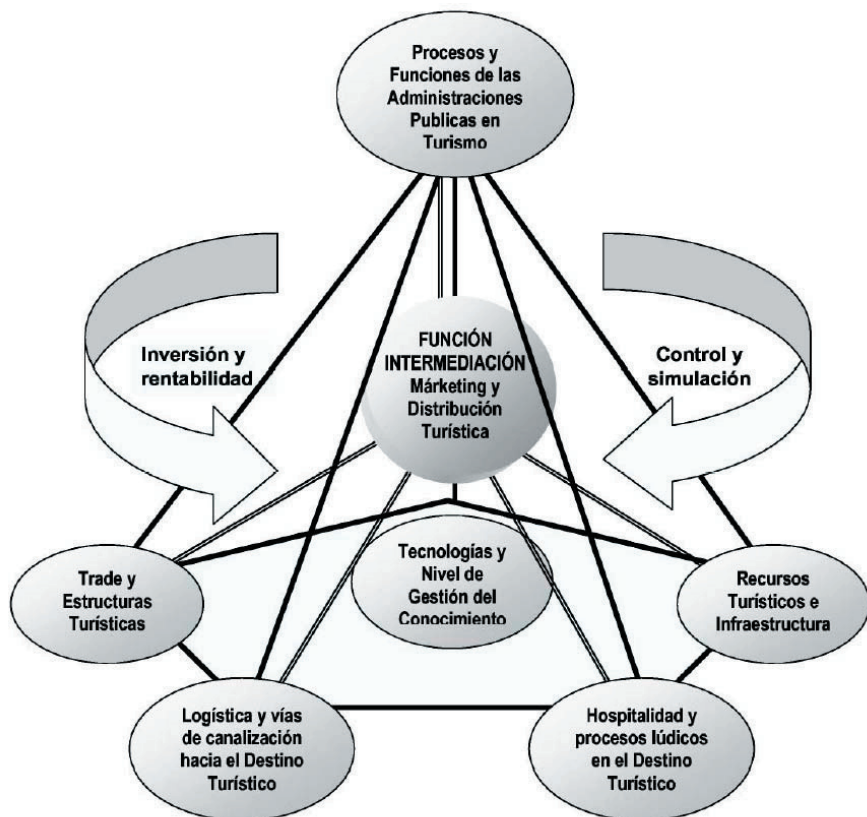 Procesos y
Funciones de las
Administraciones
Publicas en
Turismo
Inversión y
rentabilidad
FUNCIÓN
INTERMEDIACIÓN
Márketing y
Distribución
Turística
Control y
simulación
Trade y
Estructuras
Turísticas
Tecnologías y
Nivel de
Gestión del
Conocimiento
Recursos
Turísticos e
Infraestructura
Logística y vías
de canalización
hacia el Destino
Turístico
Hospitalidad y
procesos lúdicos
en el Destino
Turístico